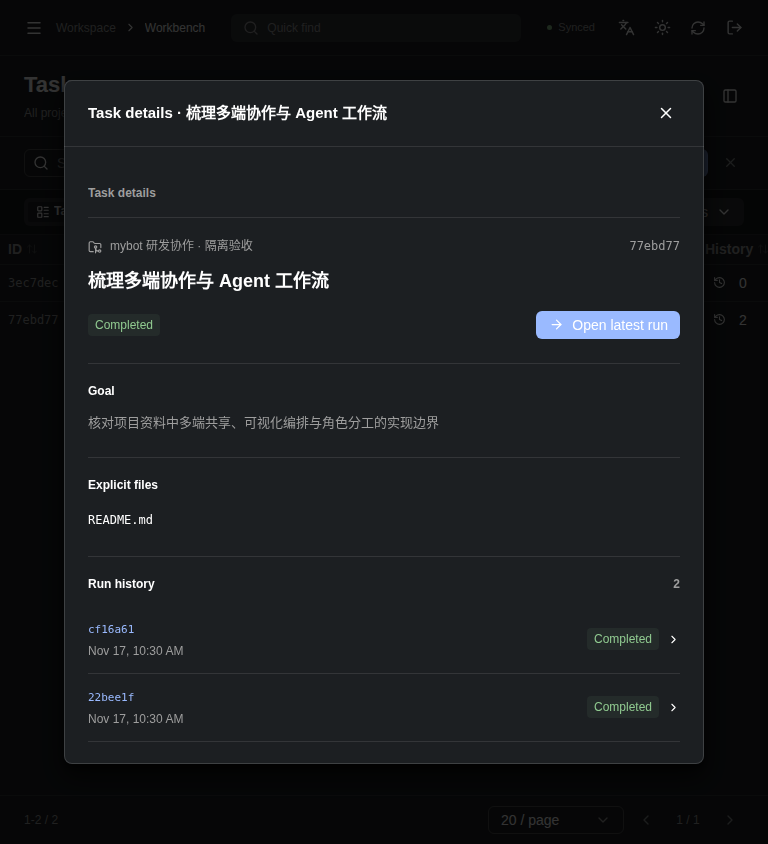 Workspace
Workbench
Quick find
Synced
Task details · 梳理多端协作与 Agent 工作流
Task details
mybot 研发协作 · 隔离验收
77ebd77
梳理多端协作与 Agent 工作流
Completed
Open latest run
Goal
核对项目资料中多端共享、可视化编排与角色分工的实现边界
Explicit files
README.md
Run history
2
cf16a61
Nov 17, 10:30 AM
Completed
22bee1f
Nov 17, 10:30 AM
Completed
ID
History
3ec7dec
0
77ebd77
2
1-2 / 2
20 / page
1 / 1